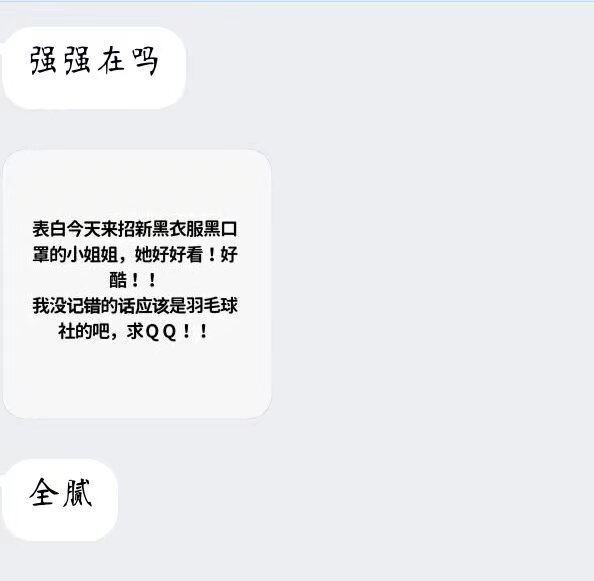 强强在吗
表白今天来招新黑衣服黑口
罩的小姐姐，她好好看！好
酷！！
我没记错的话应该是羽毛球
社的吧，求QQ！！
全腻